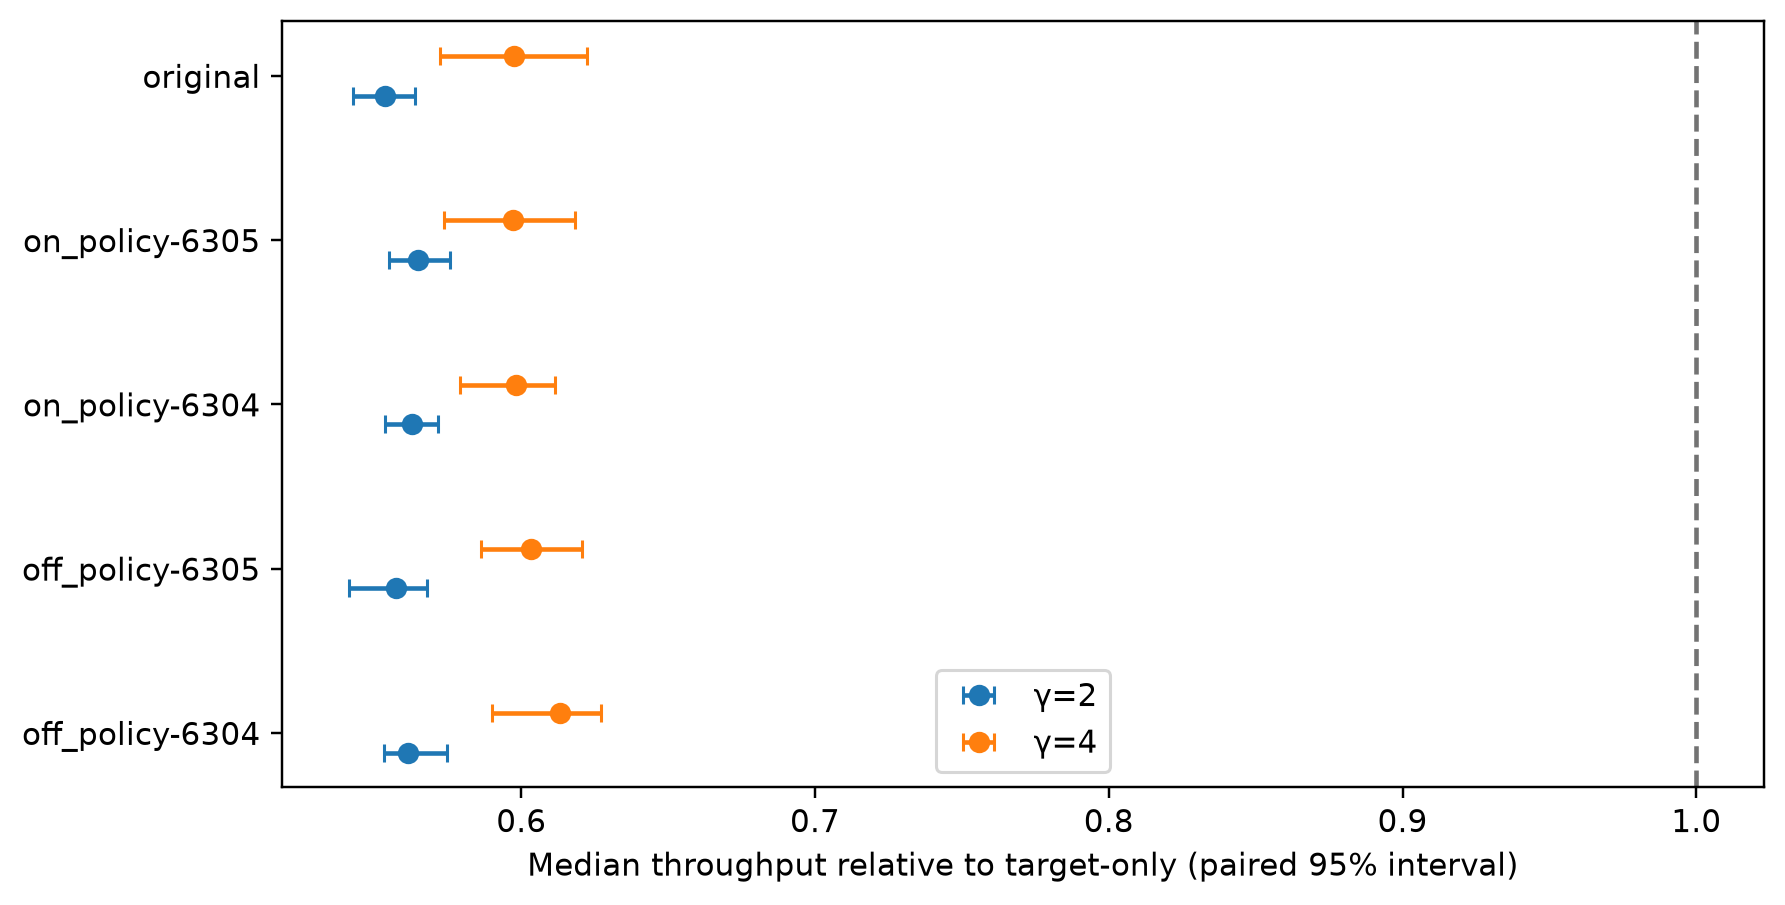 original
on_policy-6305
on_policy-6304
off_policy-6305
off_policy-6304
γ=2
γ=4
0.6 0.7 0.8 0.9 1.0
Median throughput relative to target-only (paired 95% interval)